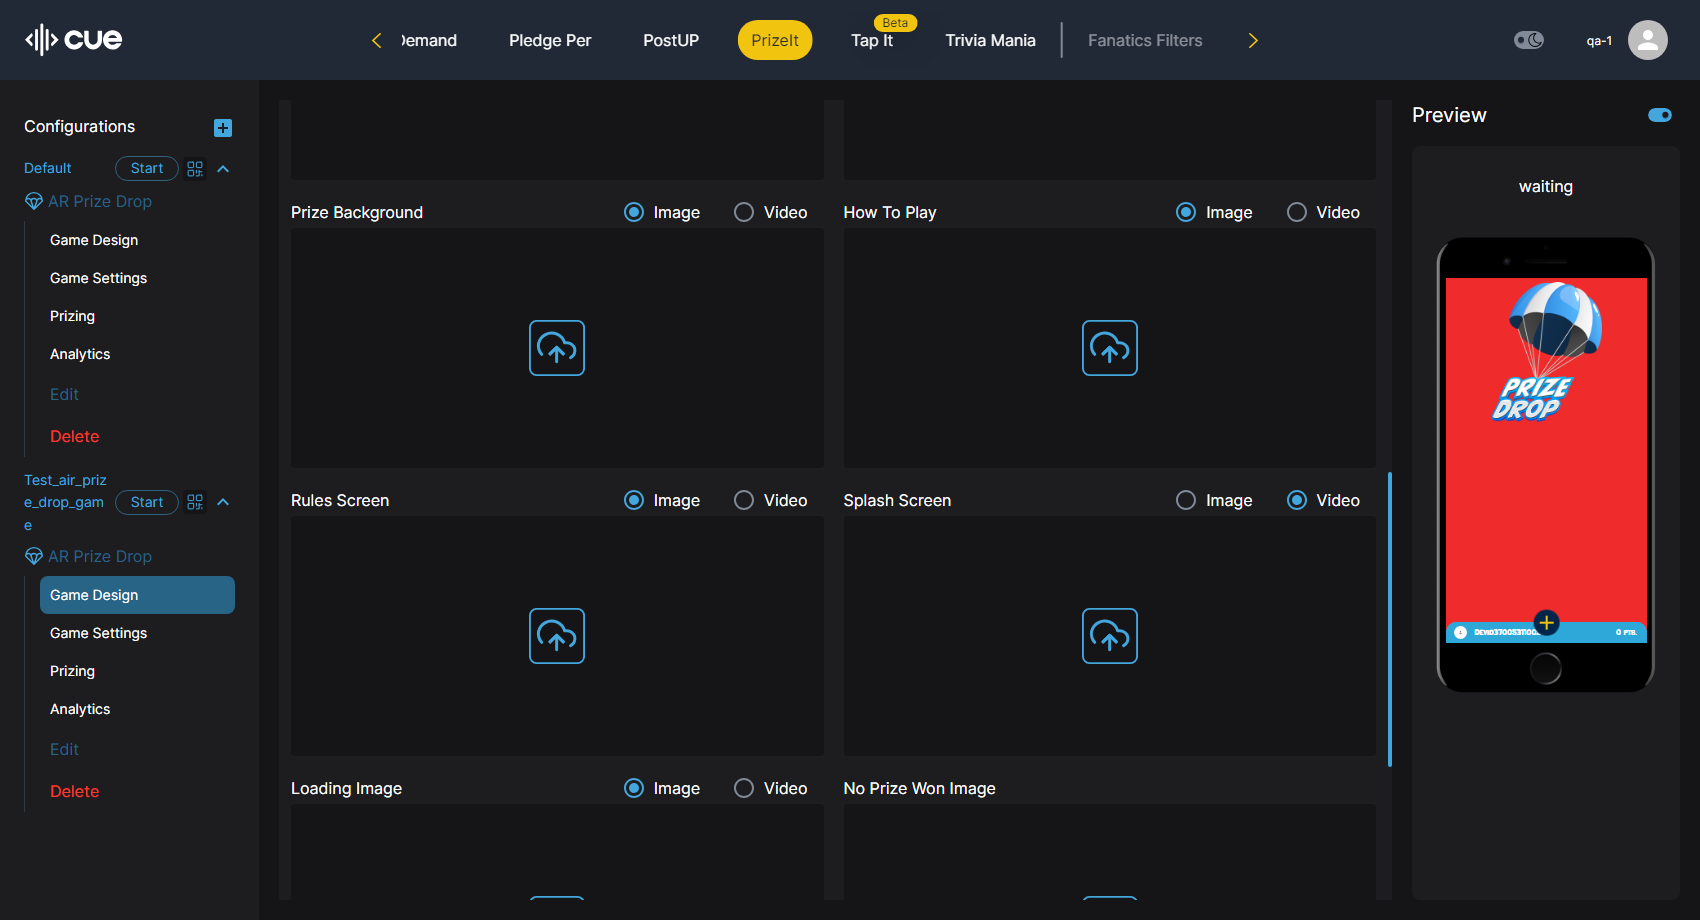 cue
Demand
Pledge Per
PostUP
PrizeIt
Beta
Tap It
Trivia Mania
Fanatics Filters
qa-1
Configurations
Default
Start
AR Prize Drop
Game Design
Game Settings
Prizing
Analytics
Edit
Delete
Test_air_priz
e_drop_gam
e
Start
AR Prize Drop
Game Design
Game Settings
Prizing
Analytics
Edit
Delete
Prize Background
Image
Video
How To Play
Image
Video
Rules Screen
Image
Video
Splash Screen
Image
Video
Loading Image
Image
Video
No Prize Won Image
Preview
waiting
PRIZE
DROP
0 PTS.